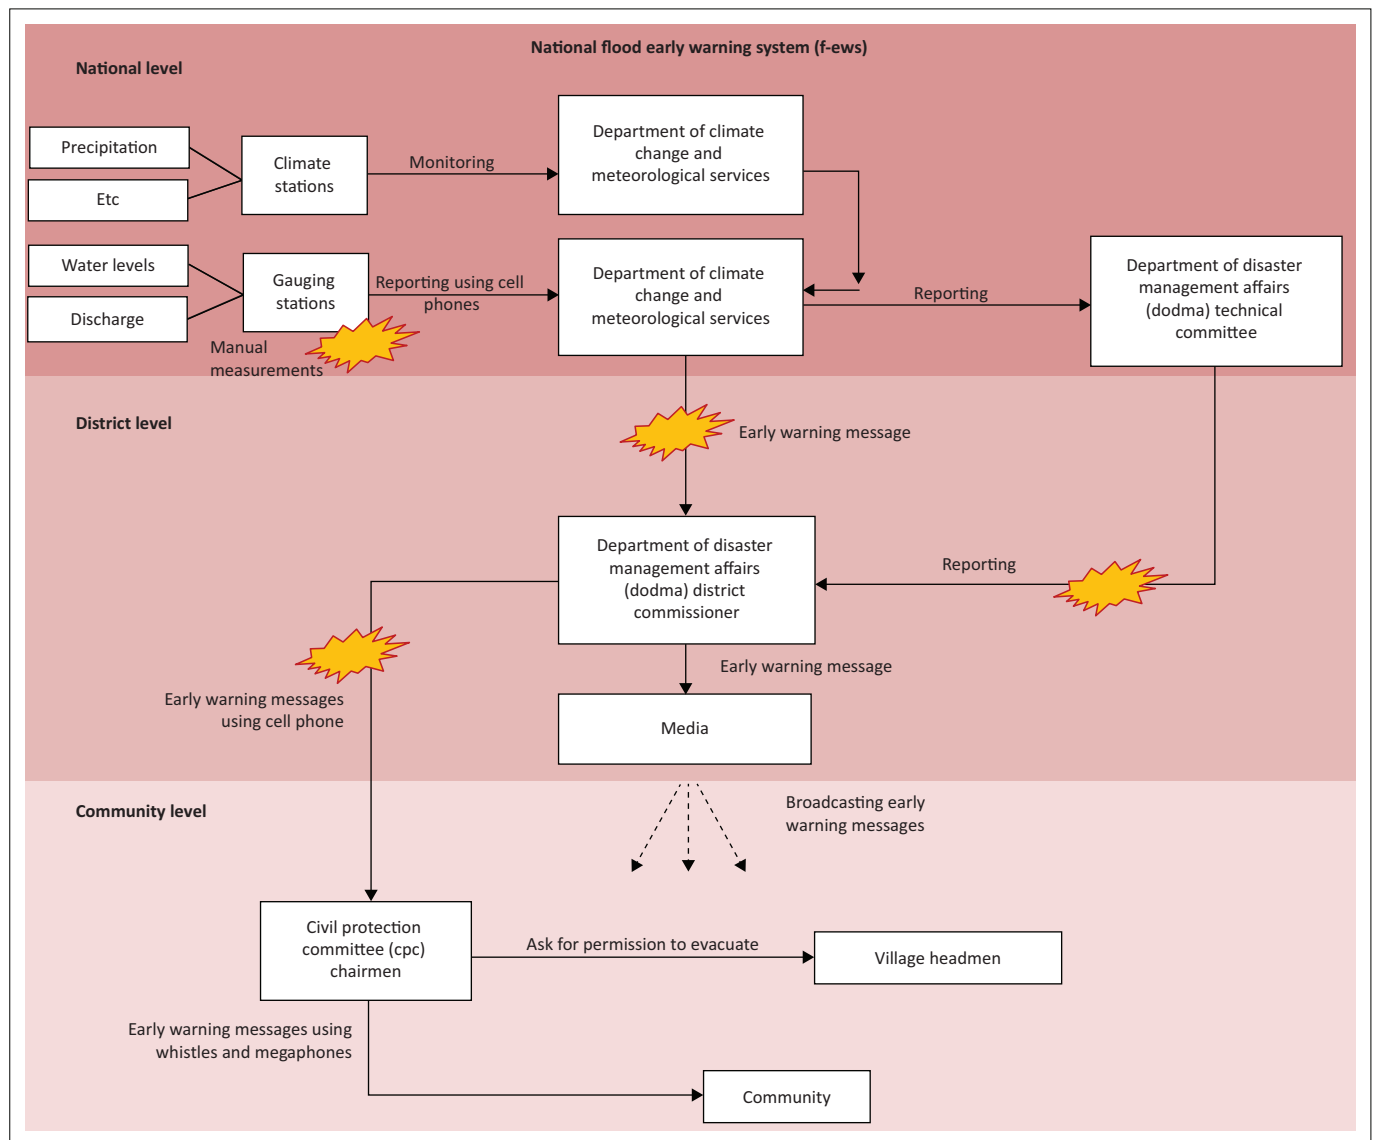 National flood early warning system (f-ews)
National level
Precipitation
Etc
Climate
stations
Monitoring
Department of climate
change and
meteorological services
Water levels
Discharge
Gauging
stations
Reporting using cell
phones
Manual
measurements
Department of climate
change and
meteorological services
Reporting
Department of disaster
management affairs
(dodma) technical
committee
District level
Early warning message
Department of disaster
management affairs
(dodma) district
commissioner
Reporting
Early warning message
Early warning messages
using cell phone
Media
Community level
Broadcasting early
warning messages
Civil protection
committee (cpc)
chairmen
Ask for permission to evacuate
Village headmen
Early warning messages using
whistles and megaphones
Community